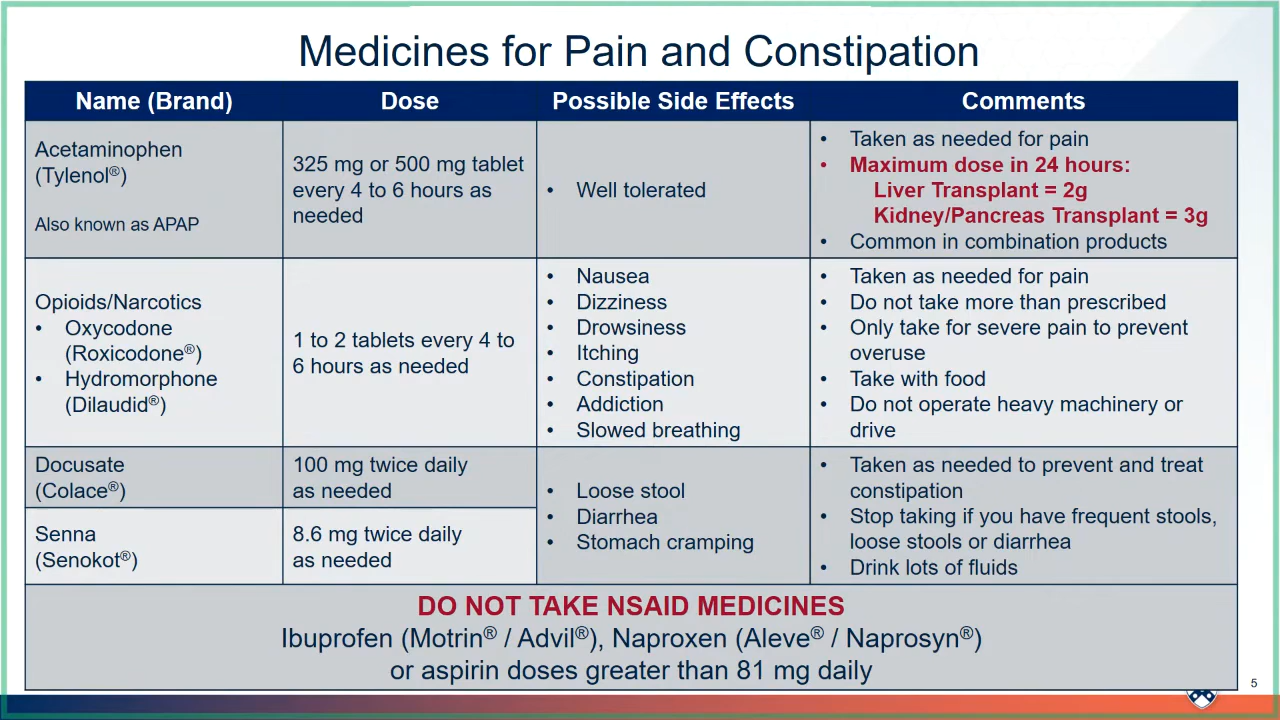 Medicines for Pain and Constipation
Name (Brand)
Dose
Possible Side Effects
Comments
Acetaminophen
(Tylenol®)
Also known as APAP
325 mg or 500 mg tablet
every 4 to 6 hours as
needed
• Well tolerated
• Taken as needed for pain
• Maximum dose in 24 hours:
Liver Transplant = 2g
Kidney/Pancreas Transplant = 3g
• Common in combination products
Opioids/Narcotics
• Oxycodone
(Roxicodone®)
• Hydromorphone
(Dilaudid®)
1 to 2 tablets every 4 to
6 hours as needed
• Nausea
• Dizziness
• Drowsiness
• Itching
• Constipation
• Addiction
• Slowed breathing
• Taken as needed for pain
• Do not take more than prescribed
• Only take for severe pain to prevent
overuse
• Take with food
• Do not operate heavy machinery or
drive
Docusate
(Colace®)
100 mg twice daily
as needed
Senna
(Senokot®)
8.6 mg twice daily
as needed
• Loose stool
• Diarrhea
• Stomach cramping
• Taken as needed to prevent and treat
constipation
• Stop taking if you have frequent stools,
loose stools or diarrhea
• Drink lots of fluids
DO NOT TAKE NSAID MEDICINES
Ibuprofen (Motrin® / Advil®), Naproxen (Aleve® / Naprosyn®)
or aspirin doses greater than 81 mg daily
5